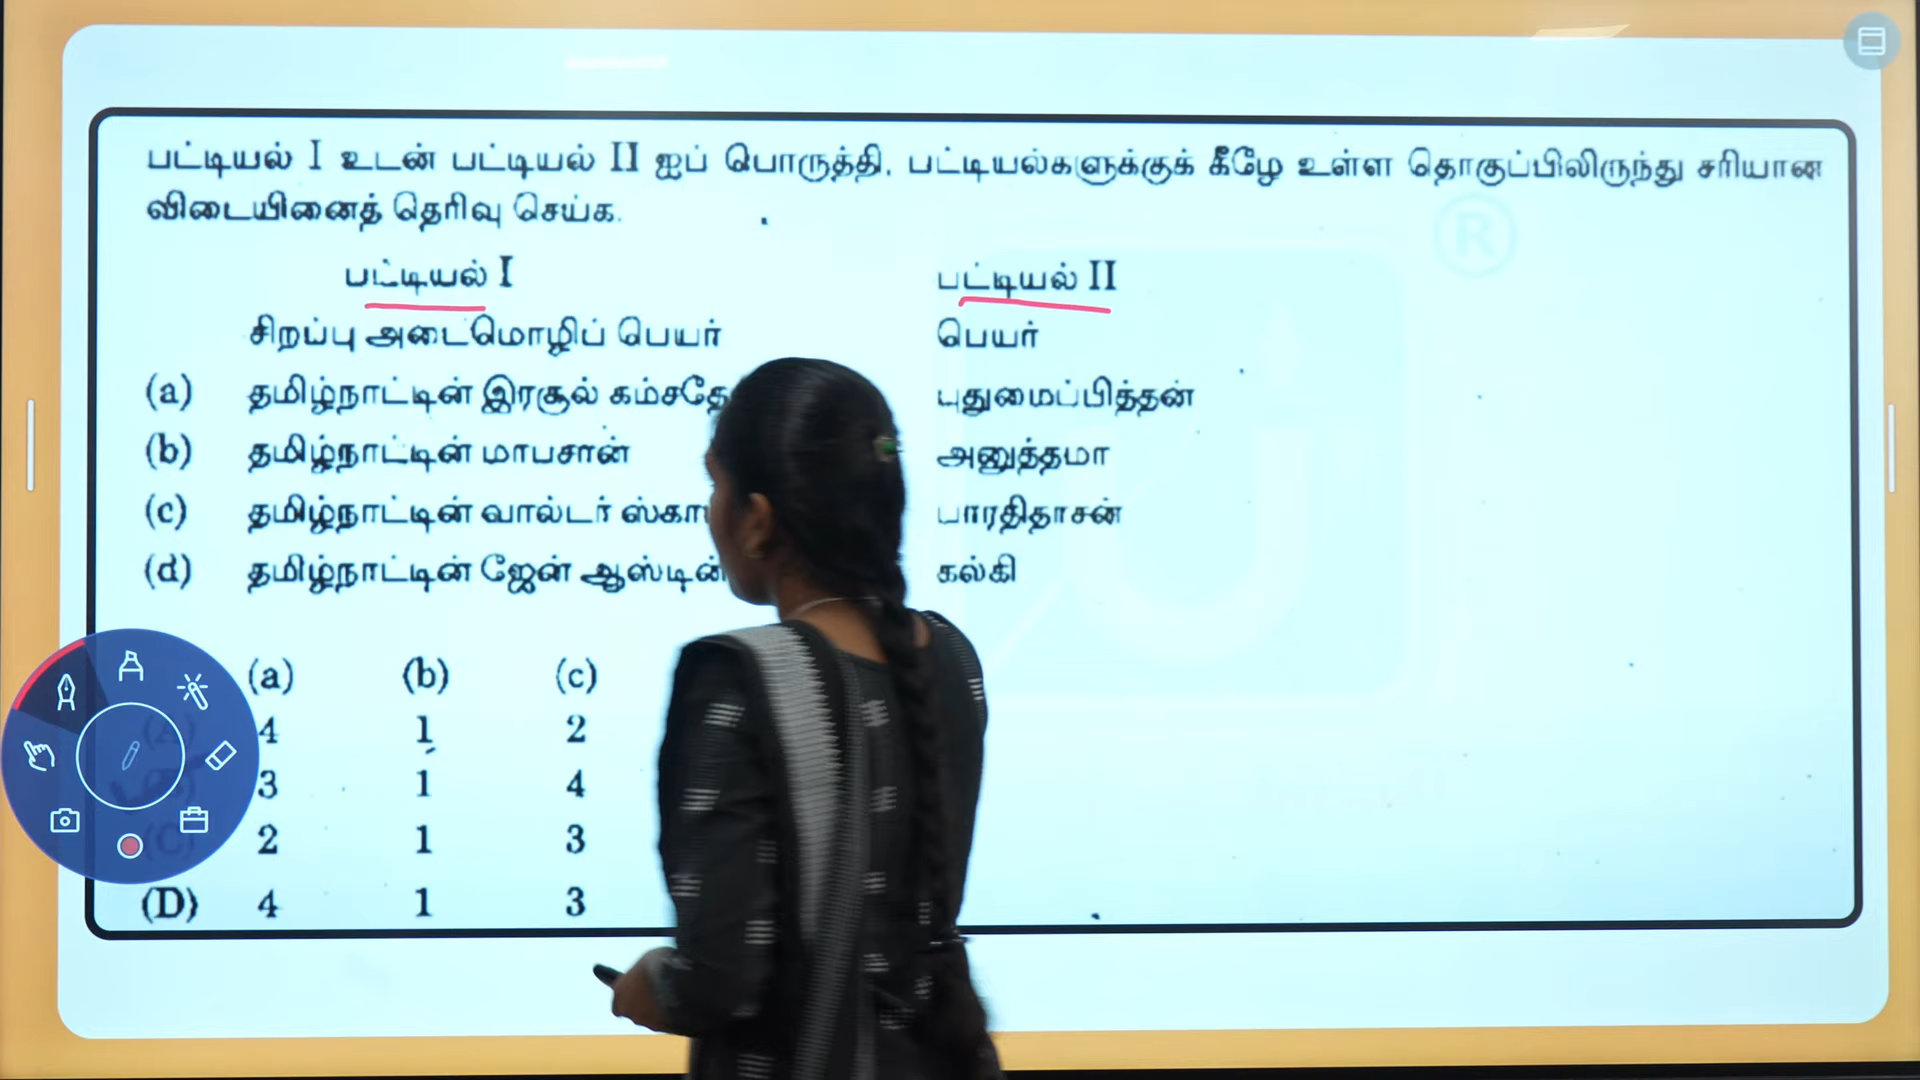 பட்டியல் I உடன் பட்டியல் II ஐப் பொருத்தி, பட்டியல்களுக்குக் கீழே உள்ள தொகுப்பிலிருந்து சரியான
விடையினைத் தெரிவு செய்க.
பட்டியல் I பட்டியல் II
சிறப்பு அடைமொழிப் பெயர் பெயர்
(a) தமிழ்நாட்டின் இரசூல் புதுமைப்பித்தன்
(b) தமிழ்நாட்டின் மாபசான் அனுத்தமா
(c) தமிழ்நாட்டின் வால்டர் பாரதிதாசன்
(d) தமிழ்நாட்டின் ஜேன் ஆஸ்டின் கல்கி
(a) (b) (c)
(A) 4 1 2
3 1 4
(C) 2 1 3
(D) 4 1 3